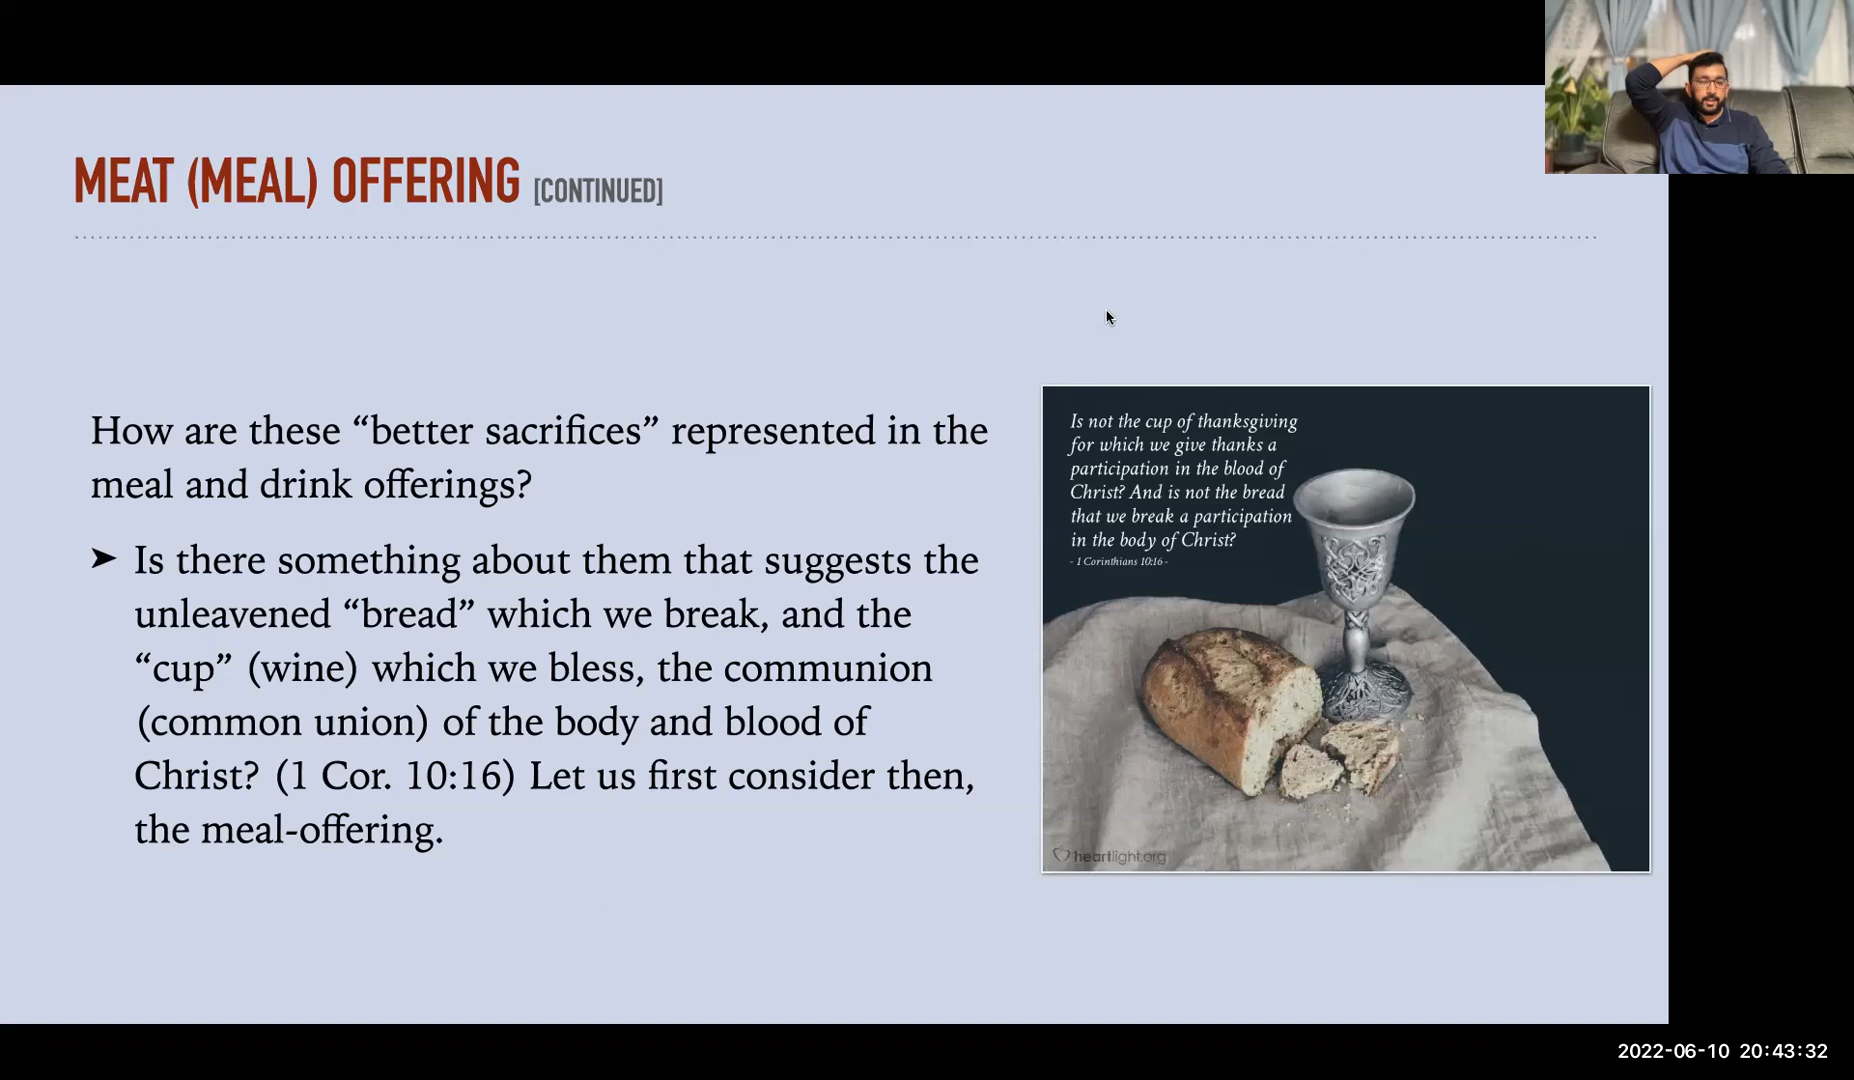 MEAT (MEAL) OFFERING [CONTINUED]
How are these “better sacrifices” represented in the
meal and drink offerings?
➤ Is there something about them that suggests the
unleavened “bread” which we break, and the
“cup” (wine) which we bless, the communion
(common union) of the body and blood of
Christ? (1 Cor. 10:16) Let us first consider then,
the meal-offering.
Is not the cup of thanksgiving
for which we give thanks a
participation in the blood of
Christ? And is not the bread
that we break a participation
in the body of Christ?
- 1 Corinthians 10:16 -
heartlight.org
2022-06-10 20:43:32